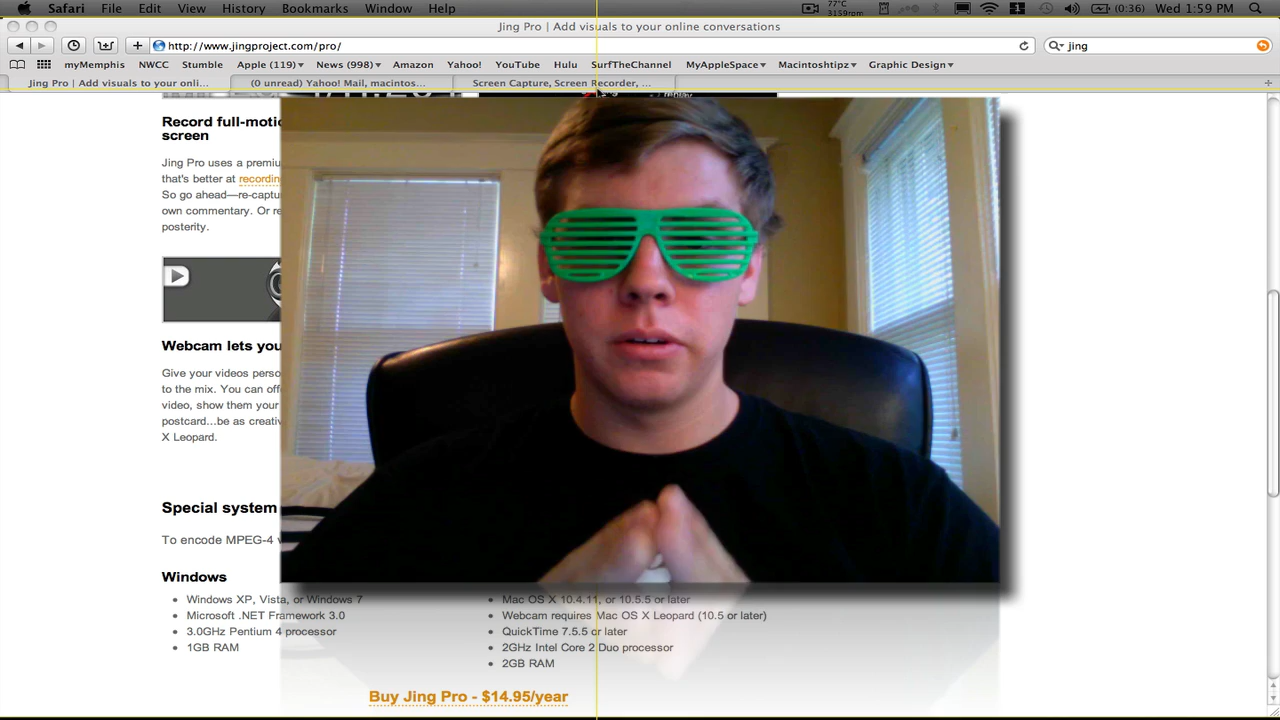 Safari File Edit View History Bookmarks Window Help 77°C 3159rpm 1 (0:36) Wed 1:59 PM
Jing Pro | Add visuals to your online conversations
http://www.jingproject.com/pro/ jing
myMemphis NWCC Stumble Apple (119) News (998) Amazon Yahoo! YouTube Hulu SurfTheChannel MyAppleSpace Macintoshtipz Graphic Design
Jing Pro | Add visuals to your onli... (0 unread) Yahoo! Mail, macintos... Screen Capture, Screen Recorder, ...
replay
Record full-moti
screen
Jing Pro uses a premiu
that's better at recordin
So go ahead—re-captu
own commentary. Or re
posterity.
Webcam lets you
Give your videos perso
to the mix. You can off
video, show them your
postcard...be as creativ
X Leopard.
Special system
To encode MPEG-4 v
Windows
Windows XP, Vista, or Windows 7
Microsoft .NET Framework 3.0
3.0GHz Pentium 4 processor
1GB RAM
Mac OS X 10.4.11, or 10.5.5 or later
Webcam requires Mac OS X Leopard (10.5 or later)
QuickTime 7.5.5 or later
2GHz Intel Core 2 Duo processor
2GB RAM
Buy Jing Pro - $14.95/year